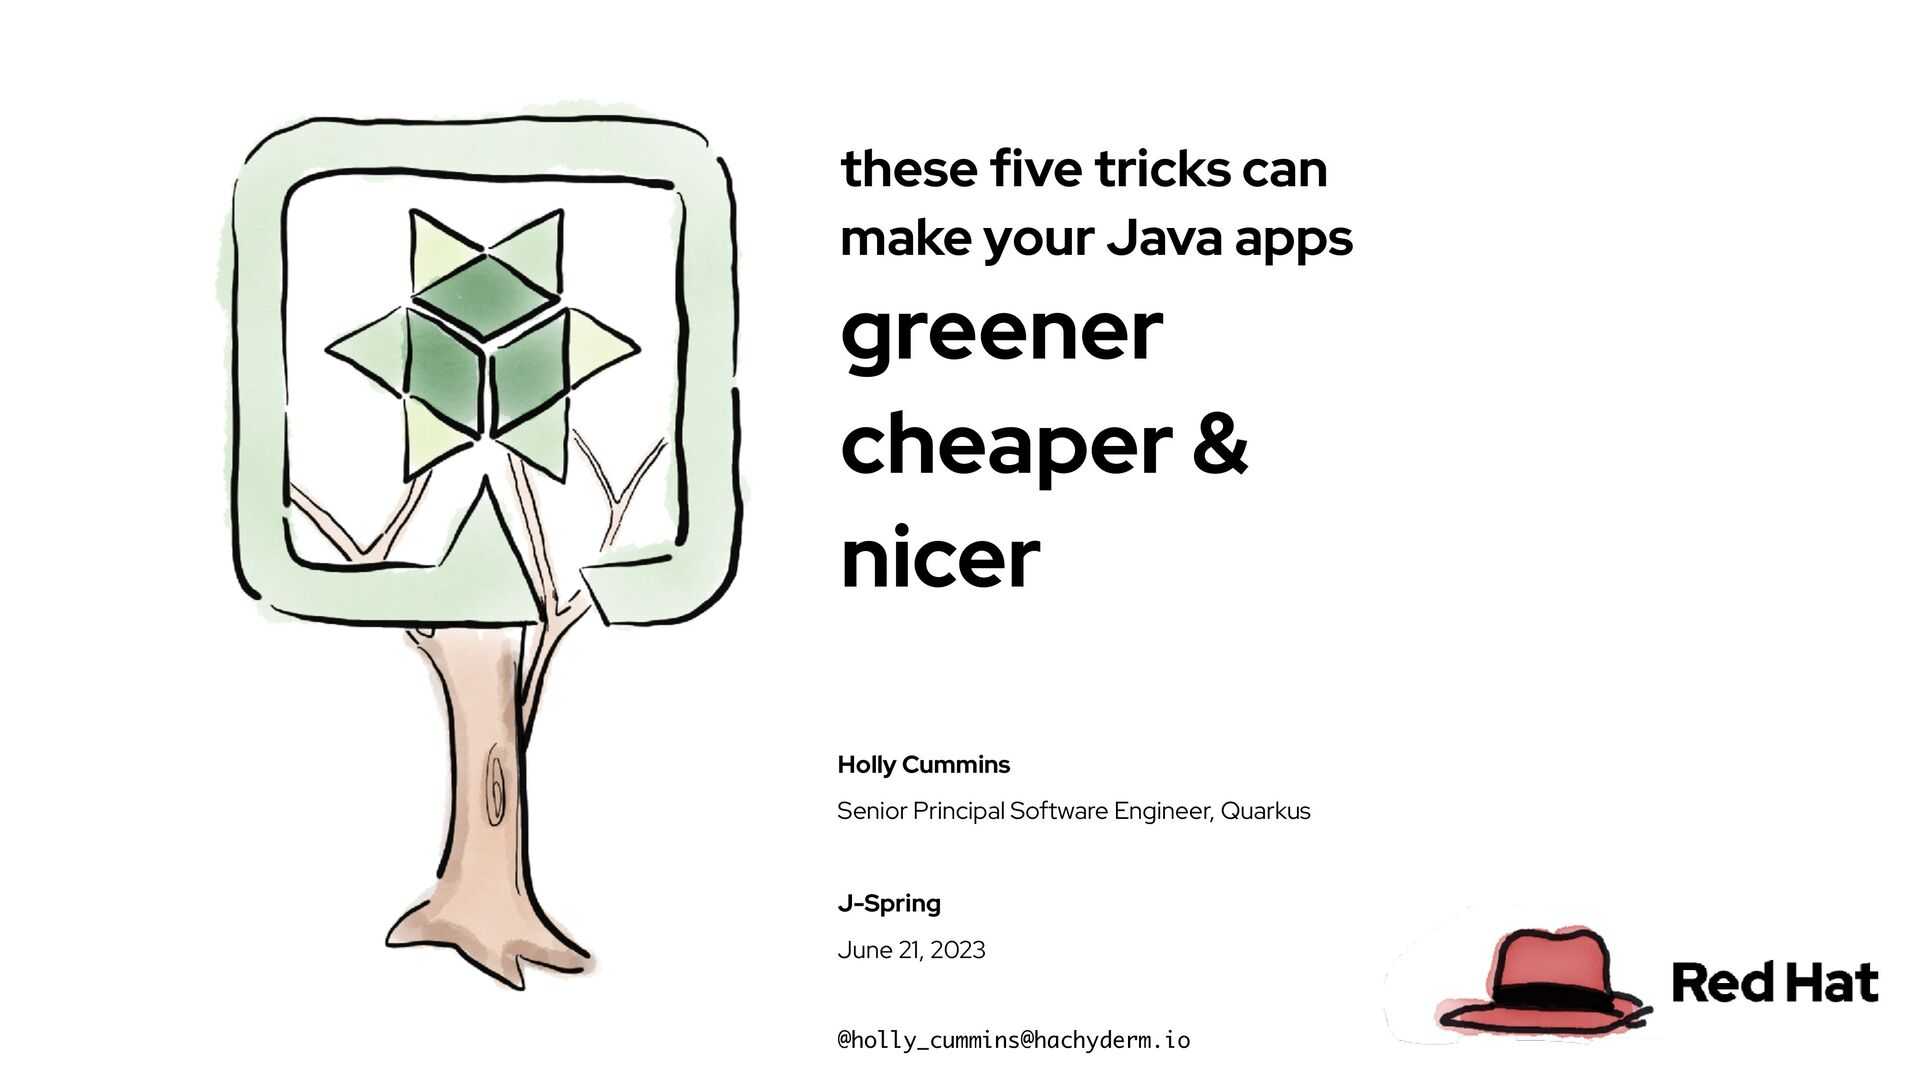 these five tricks can
make your Java apps
greener
cheaper &
nicer
Holly Cummins
Senior Principal Software Engineer, Quarkus
J-Spring
June 21, 2023
@holly_cummins@hachyderm.io
Red Hat